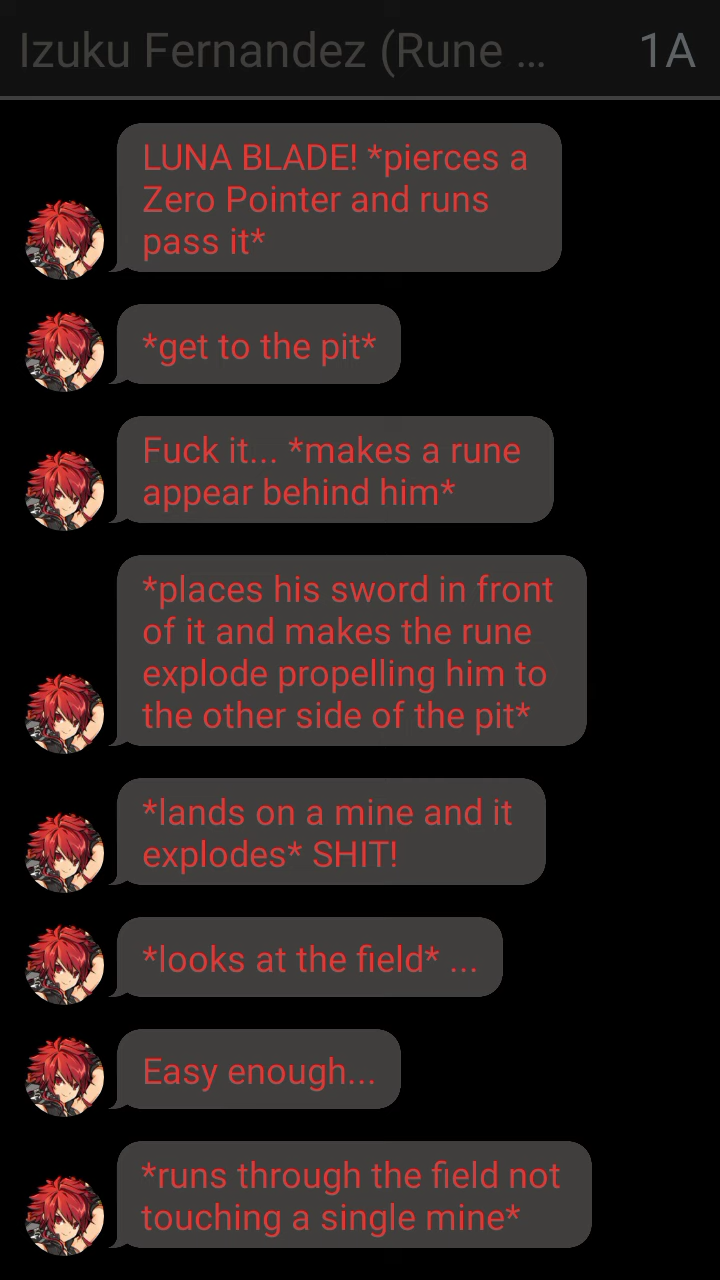 Izuku Fernandez (Rune ...
1A
LUNA BLADE! *pierces a
Zero Pointer and runs
pass it*
*get to the pit*
Fuck it... *makes a rune
appear behind him*
*places his sword in front
of it and makes the rune
explode propelling him to
the other side of the pit*
*lands on a mine and it
explodes* SHIT!
*looks at the field* ...
Easy enough...
*runs through the field not
touching a single mine*